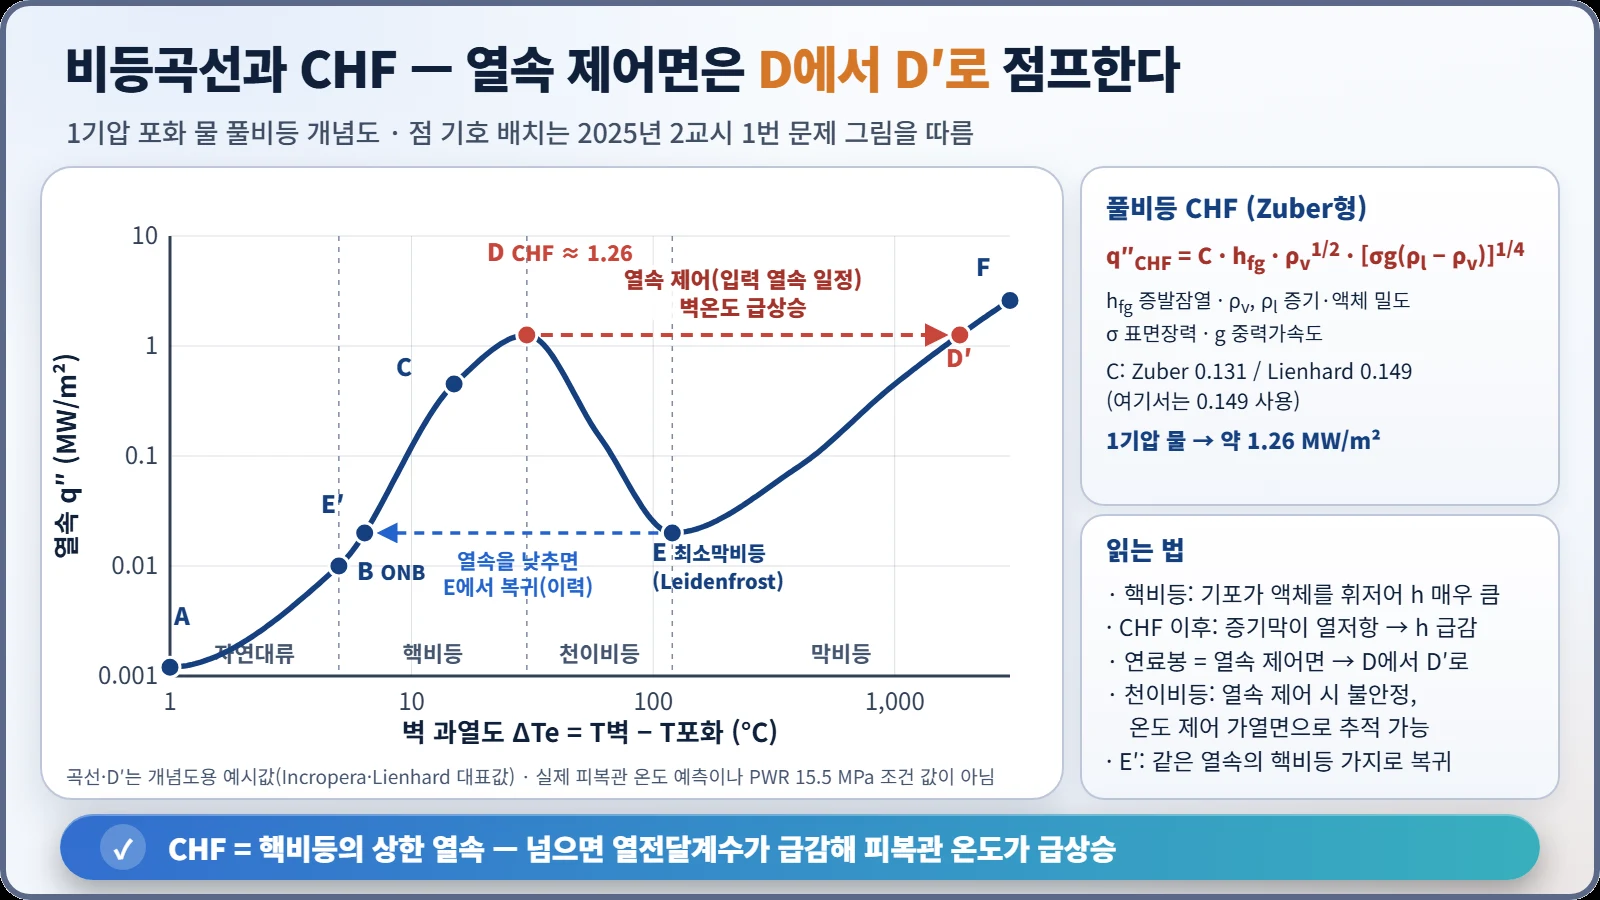 비등곡선과 CHF — 열속 제어면은 D에서 D′로 점프한다
1기압 포화 물 풀비등 개념도 · 점 기호 배치는 2025년 2교시 1번 문제 그림을 따름
열속 q″ (MW/m²)
10
1
0.1
0.01
0.001
D CHF ≈ 1.26
열속 제어(입력 열속 일정)
벽온도 급상승
F
D′
C
E′
B ONB
열속을 낮추면
E에서 복귀(이력)
E 최소막비등
(Leidenfrost)
A
자연대류
핵비등
천이비등
막비등
1
10
100
1,000
벽 과열도 ΔTe = T벽 − T포화 (°C)
곡선·D′는 개념도용 예시값(Incropera·Lienhard 대표값) · 실제 피복관 온도 예측이나 PWR 15.5 MPa 조건 값이 아님
풀비등 CHF (Zuber형)
q″CHF = C · hfg · ρv^1/2 · [σg(ρl − ρv)]^1/4
hfg 증발잠열 · ρv, ρl 증기·액체 밀도
σ 표면장력 · g 중력가속도
C: Zuber 0.131 / Lienhard 0.149
(여기서는 0.149 사용)
1기압 물 → 약 1.26 MW/m²
읽는 법
· 핵비등: 기포가 액체를 휘저어 h 매우 큼
· CHF 이후: 증기막이 열저항 → h 급감
· 연료봉 = 열속 제어면 → D에서 D′로
· 천이비등: 열속 제어 시 불안정,
온도 제어 가열면으로 추적 가능
· E′: 같은 열속의 핵비등 가지로 복귀
✓ CHF = 핵비등의 상한 열속 — 넘으면 열전달계수가 급감해 피복관 온도가 급상승